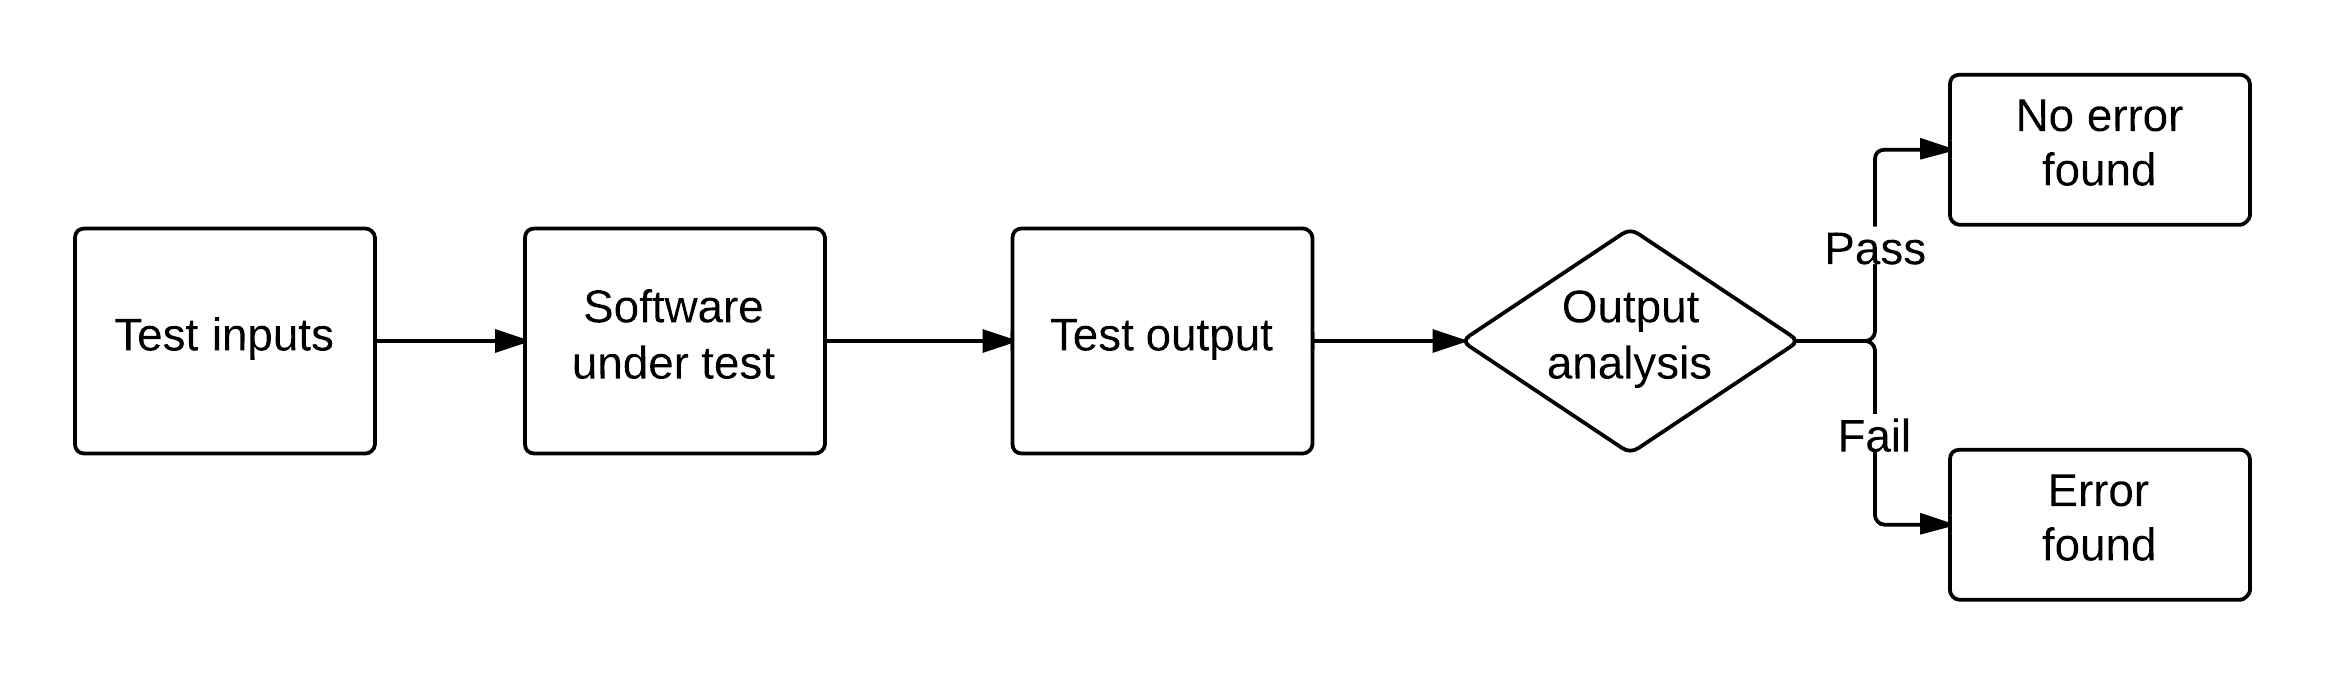 Test inputs
Software
under test
Test output
Output
analysis
Pass
No error
found
Fail
Error
found